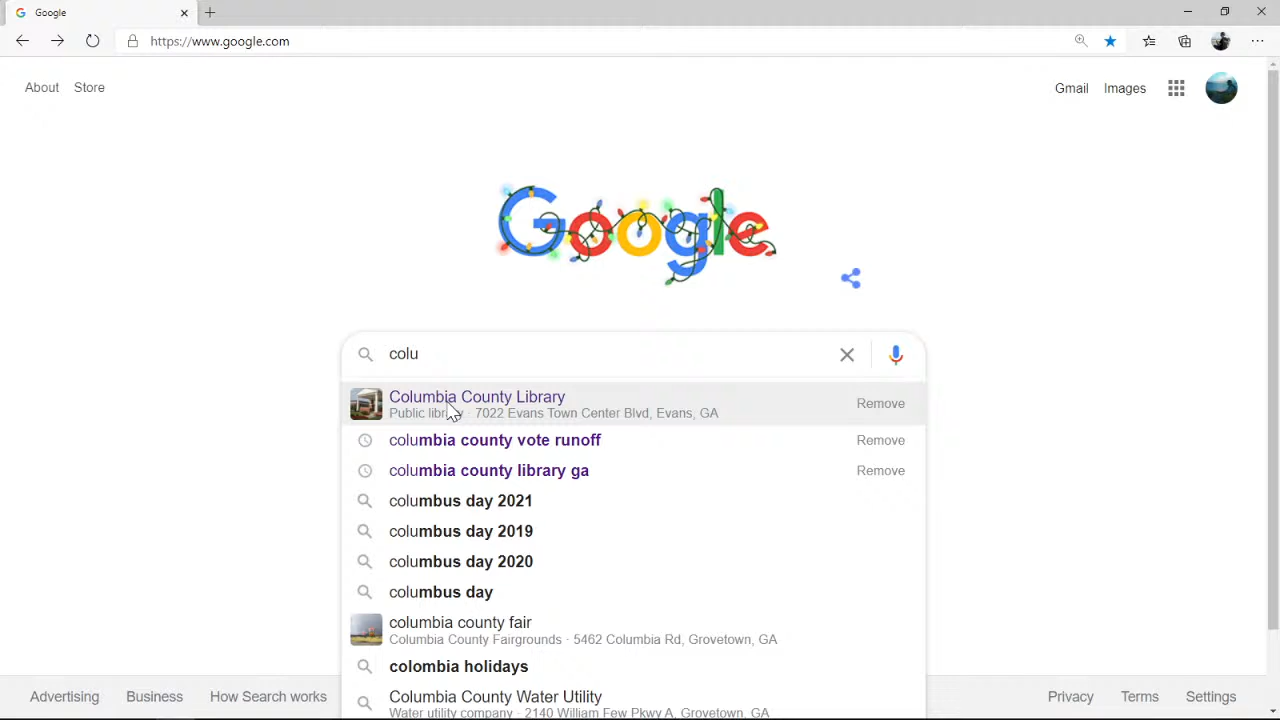 Google
https://www.google.com
About Store
Gmail Images
Google
colu
Columbia County Library
Public library · 7022 Evans Town Center Blvd, Evans, GA
Remove
columbia county vote runoff
Remove
columbia county library ga
Remove
columbus day 2021
columbus day 2019
columbus day 2020
columbus day
columbia county fair
Columbia County Fairgrounds · 5462 Columbia Rd, Grovetown, GA
colombia holidays
Columbia County Water Utility
Water utility company · 2140 William Few Pkwy A, Grovetown, GA
Advertising Business How Search works
Privacy Terms Settings